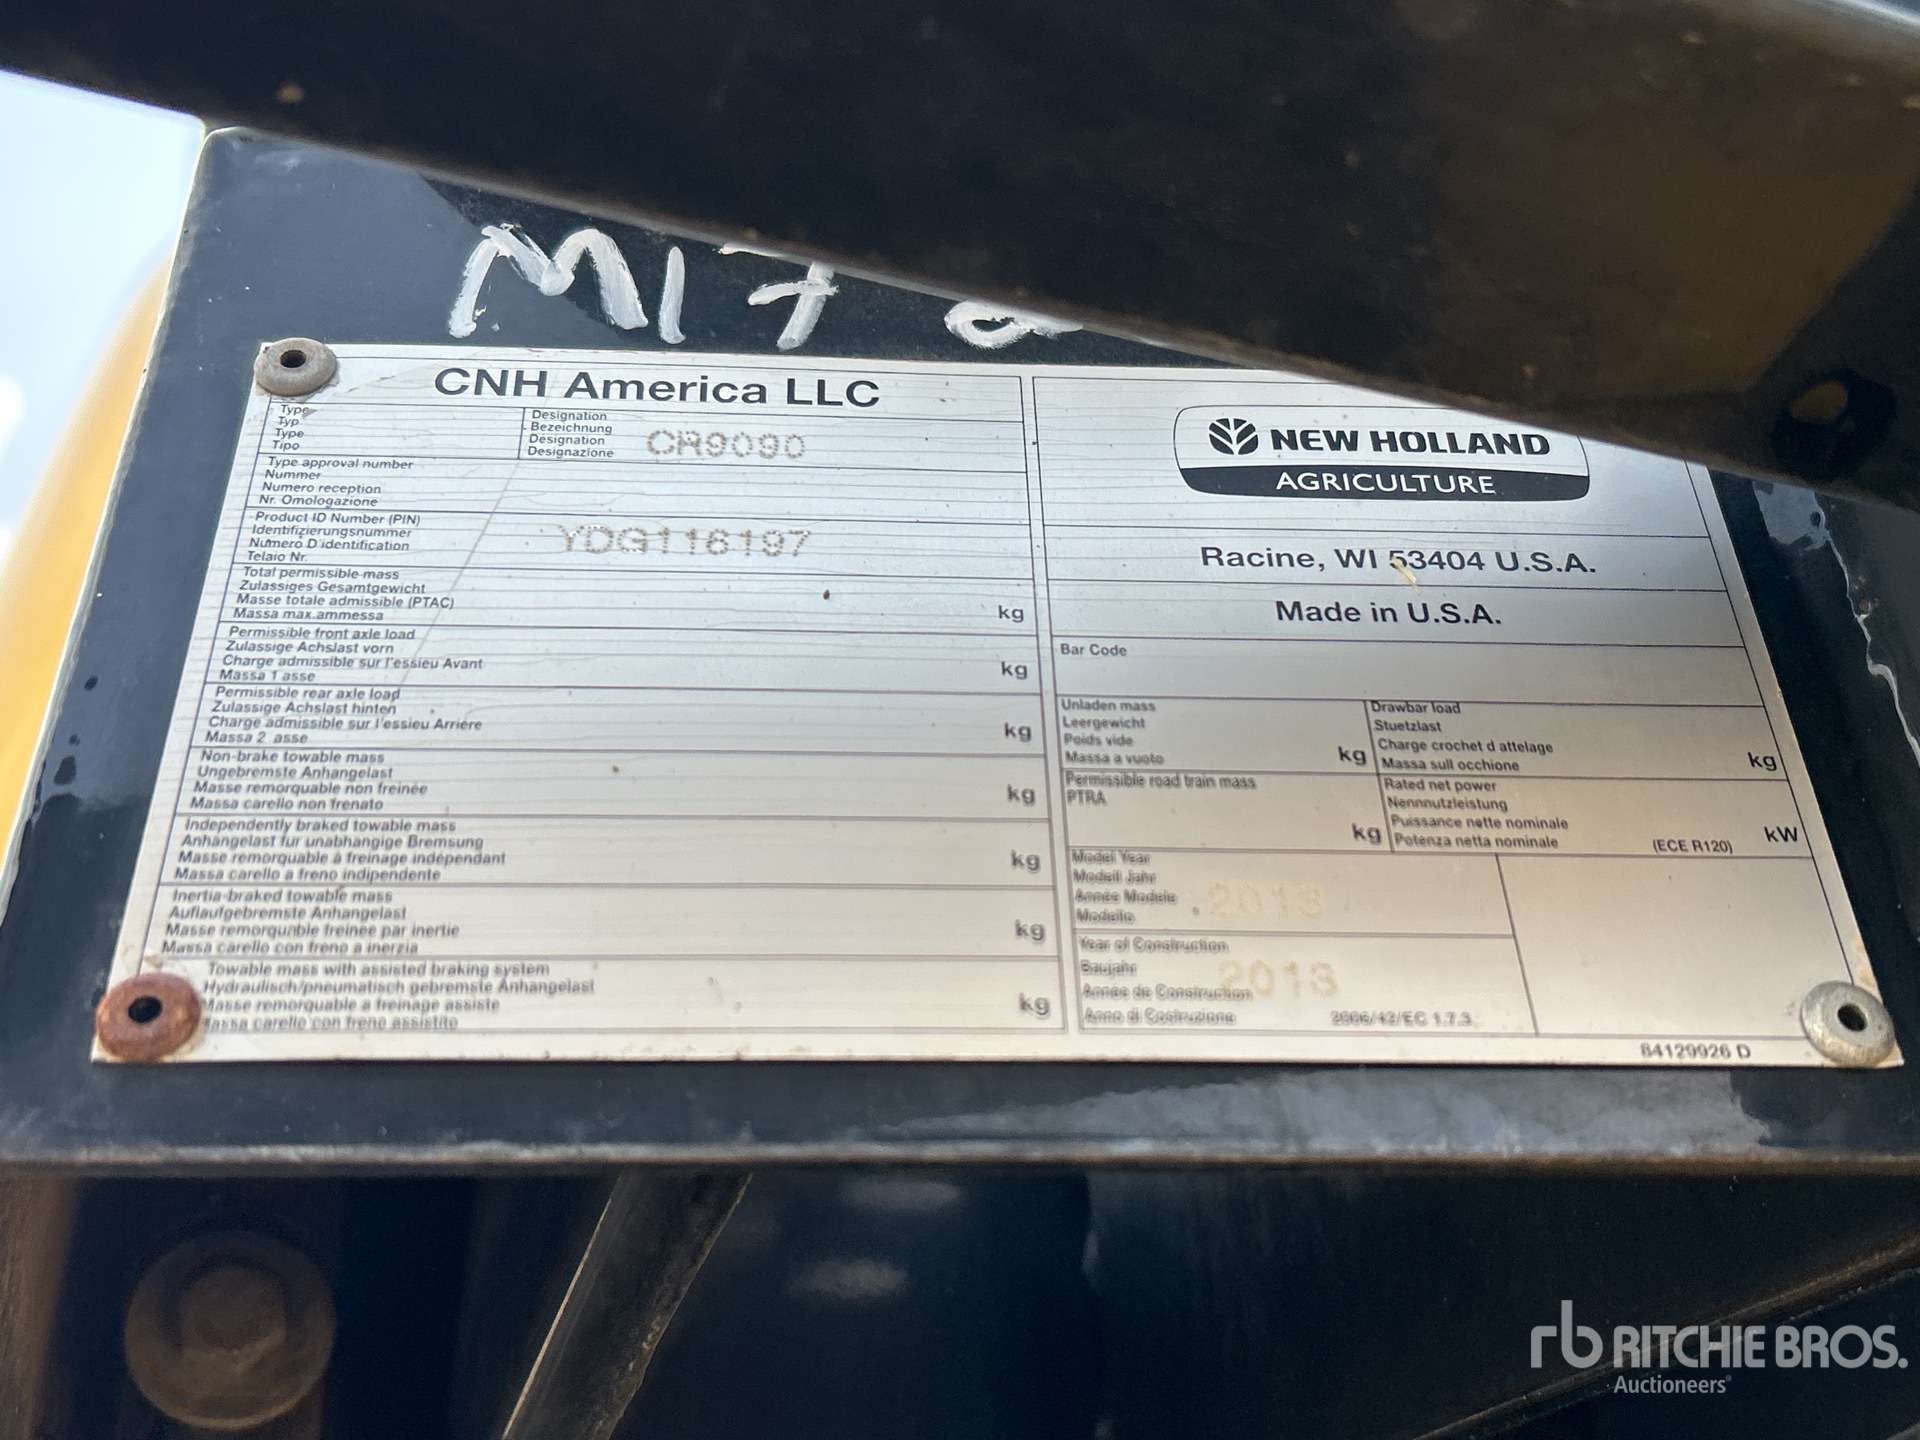 M17
CNH America LLC
Type
Typ
Type
Tipo
Designation
Bezeichnung
Désignation
Designazione
CR9090
Type approval number
Nummer
Numero reception
Nr. Omologazione
Product ID Number (PIN)
Identifizierungsnummer
Numero D identification
Telaio Nr.
YDG116197
Total permissible mass
Zulassiges Gesamtgewicht
Masse totale admissible (PTAC)
Massa max.ammessa
kg
Permissible front axle load
Zulassige Achslast vorn
Charge admissible sur l'essieu Avant
Massa 1 asse
kg
Permissible rear axle load
Zulassige Achslast hinten
Charge admissible sur l'essieu Arriere
Massa 2 asse
kg
Non-brake towable mass
Ungebremste Anhangelast
Masse remorquable non freinée
Massa carello non frenato
kg
Independently braked towable mass
Anhangelast fur unabhangige Bremsung
Masse remorquable à freinage indépendant
Massa carello a freno indipendente
kg
Inertia-braked towable mass
Auflaufgebremste Anhangelast
Masse remorquable freinée par inertie
Massa carello con freno a inerzia
kg
Towable mass with assisted braking system
Hydraulisch/pneumatisch gebremste Anhangelast
Masse remorquable a freinage assiste
Massa carello con freno assistito
kg
NEW HOLLAND
AGRICULTURE
Racine, WI 53404 U.S.A.
Made in U.S.A.
Bar Code
Unladen mass
Leergewicht
Poids vide
Massa a vuoto
kg
Drawbar load
Stuetzlast
Charge crochet d attelage
Massa sull occhione
kg
Permissible road train mass
PTRA
kg
Rated net power
Nennnutzleistung
Puissance nette nominale
Potenza netta nominale
(ECE R120)
kW
Model Year
Modell Jahr
Année Modele
Modello
2013
Year of Construction
Baujahr
Annee de Construction
Anno di Costruzione
2013
2006/42/EC 1.7.3.
84129926 D
rb RITCHIE BROS.
Auctioneers